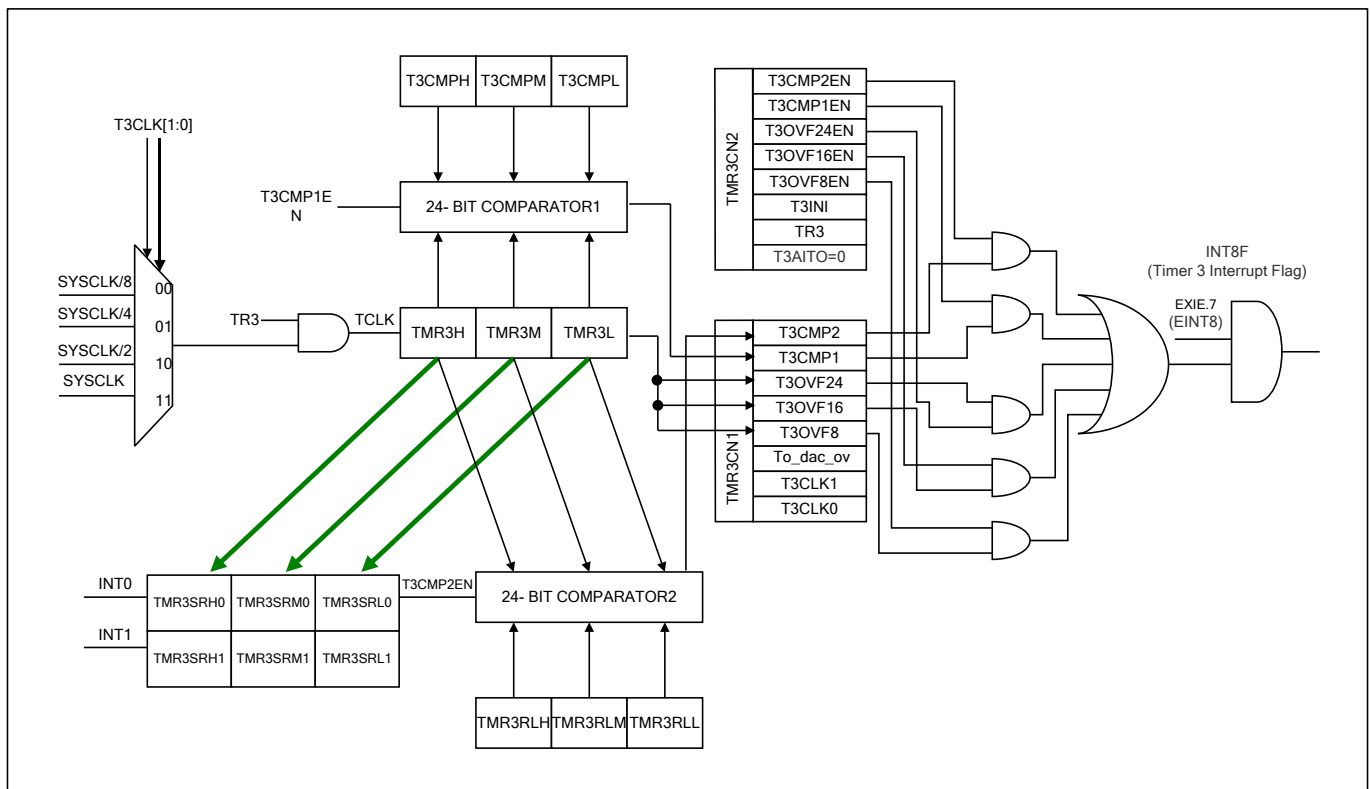 T3CMPH T3CMPM T3CMPL
T3CLK[1:0]
T3CMP1E
N
24- BIT COMPARATOR1
SYSCLK/8
SYSCLK/4
SYSCLK/2
SYSCLK
00
01
10
11
TR3
TCLK
TMR3H TMR3M TMR3L
INT0
INT1
TMR3SRH0 TMR3SRM0 TMR3SRL0
TMR3SRH1 TMR3SRM1 TMR3SRL1
T3CMP2EN
24- BIT COMPARATOR2
TMR3RLH TMR3RLM TMR3RLL
TMR3CN2
T3CMP2EN
T3CMP1EN
T3OVF24EN
T3OVF16EN
T3OVF8EN
T3INI
TR3
T3AITO=0
TMR3CN1
T3CMP2
T3CMP1
T3OVF24
T3OVF16
T3OVF8
To_dac_ov
T3CLK1
T3CLK0
INT8F
(Timer 3 Interrupt Flag)
EXIE.7
(EINT8)